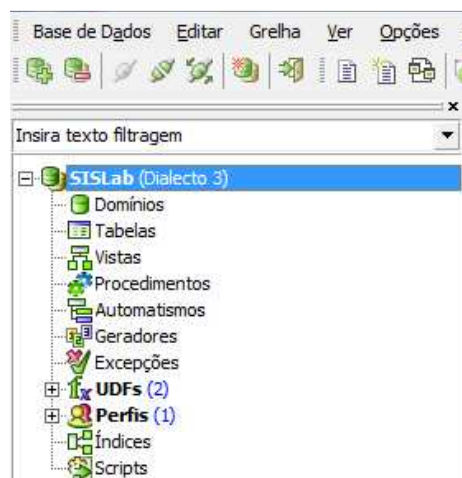 Base de Dados Editar Grelha Ver Opções
Insira texto filtragem
SISLab (Dialecto 3)
Domínios
Tabelas
Vistas
Procedimentos
Automatismos
Geradores
Excepções
UDFs (2)
Perfis (1)
Índices
Scripts